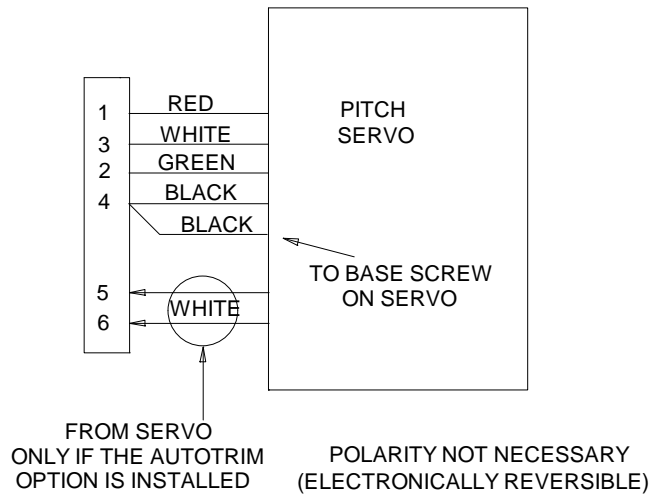 1 RED
3 WHITE
2 GREEN
4 BLACK
BLACK
PITCH
SERVO
TO BASE SCREW
ON SERVO
5
WHITE
6
FROM SERVO
ONLY IF THE AUTOTRIM
OPTION IS INSTALLED
POLARITY NOT NECESSARY
(ELECTRONICALLY REVERSIBLE)